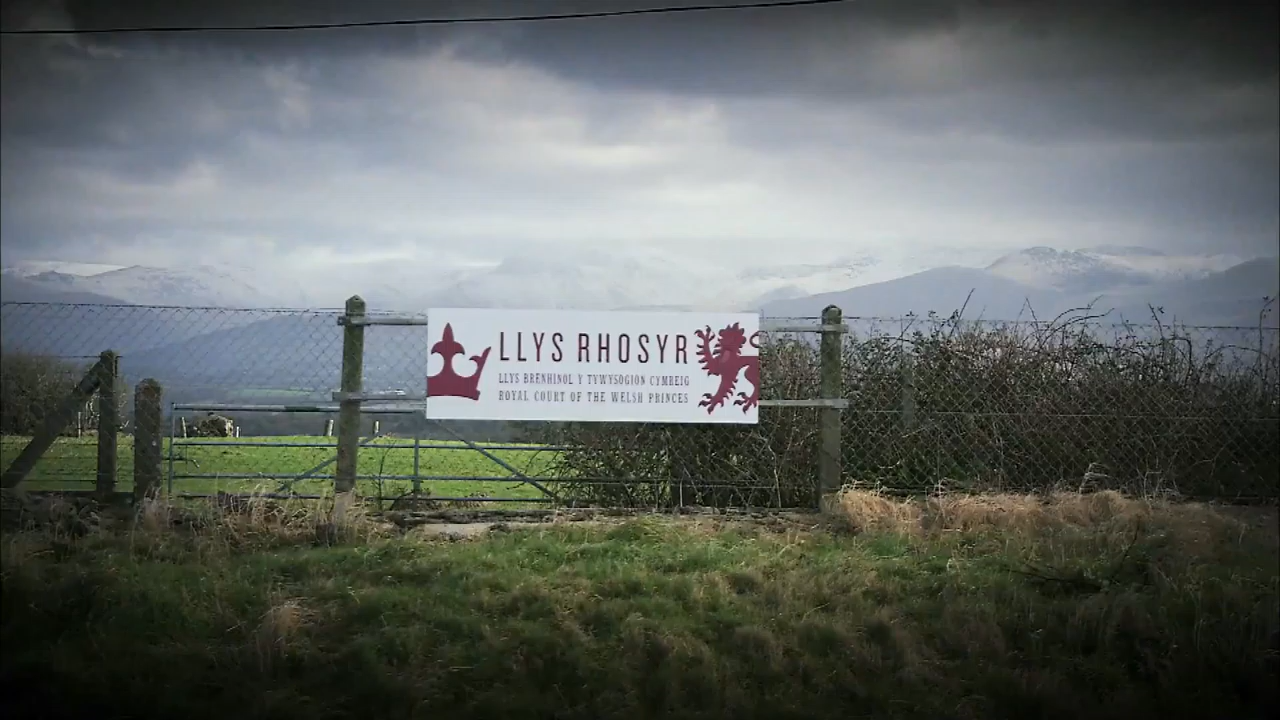 LLYS RHOSYR
LLYS BRENHINOL Y TYWYSOGION CYMREIG
ROYAL COURT OF THE WELSH PRINCES